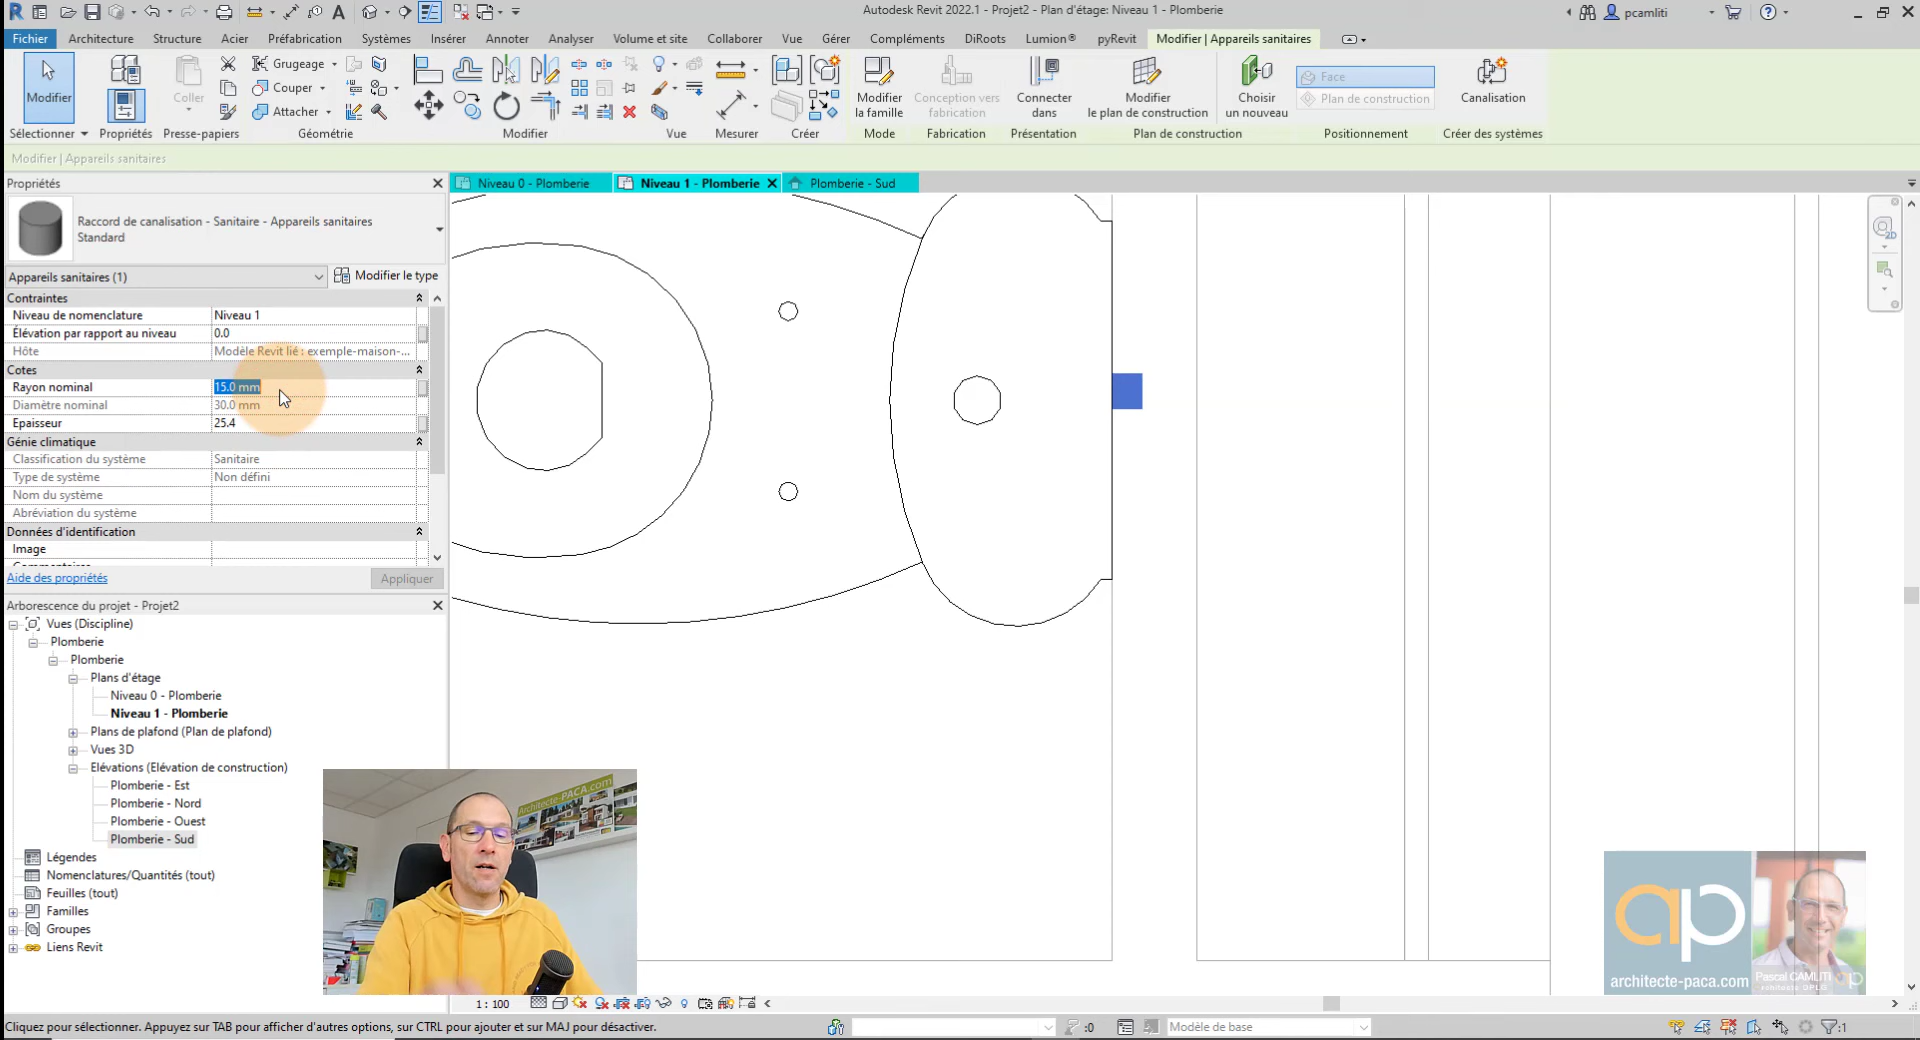 Autodesk Revit 2022.1 - Projet2 - Plan d'étage: Niveau 1 - Plomberie
pcamliti
Fichier Architecture Structure Acier Préfabrication Systèmes Insérer Annoter Analyser Volume et site Collaborer Vue Gérer Compléments DiRoots Lumion® pyRevit Modifier | Appareils sanitaires
Modifier
Coller
Grugeage
Couper
Attacher
Modifier
la famille
Conception vers
fabrication
Connecter
dans
Modifier
le plan de construction
Choisir
un nouveau
Face
Plan de construction
Canalisation
Sélectionner Propriétés Presse-papiers Géométrie Modifier Vue Mesurer Créer Mode Fabrication Présentation Plan de construction Positionnement Créer des systèmes
Modifier | Appareils sanitaires
Propriétés
Niveau 0 - Plomberie
Niveau 1 - Plomberie
Plomberie - Sud
2D
Raccord de canalisation - Sanitaire - Appareils sanitaires
Standard
Appareils sanitaires (1)
Modifier le type
Contraintes
Niveau de nomenclature Niveau 1
Élévation par rapport au niveau 0.0
Hôte Modèle Revit lié : exemple-maison-...
Cotes
Rayon nominal 15.0 mm
Diamètre nominal 30.0 mm
Epaisseur 25.4
Génie climatique
Classification du système Sanitaire
Type de système Non défini
Nom du système
Abréviation du système
Données d'identification
Image
Commentaires
Aide des propriétés
Appliquer
Arborescence du projet - Projet2
Vues (Discipline)
Plomberie
Plomberie
Plans d'étage
Niveau 0 - Plomberie
Niveau 1 - Plomberie
Plans de plafond (Plan de plafond)
Vues 3D
Elévations (Elévation de construction)
Plomberie - Est
Plomberie - Nord
Plomberie - Ouest
Plomberie - Sud
Légendes
Nomenclatures/Quantités (tout)
Feuilles (tout)
Familles
Groupes
Liens Revit
Architecte-PACA.com
ap
architecte-paca.com
Pascal CAMLITI
architecte DPLG
1 : 100
Cliquez pour sélectionner. Appuyez sur TAB pour afficher d'autres options, sur CTRL pour ajouter et sur MAJ pour désactiver.
:0
Modèle de base
:1